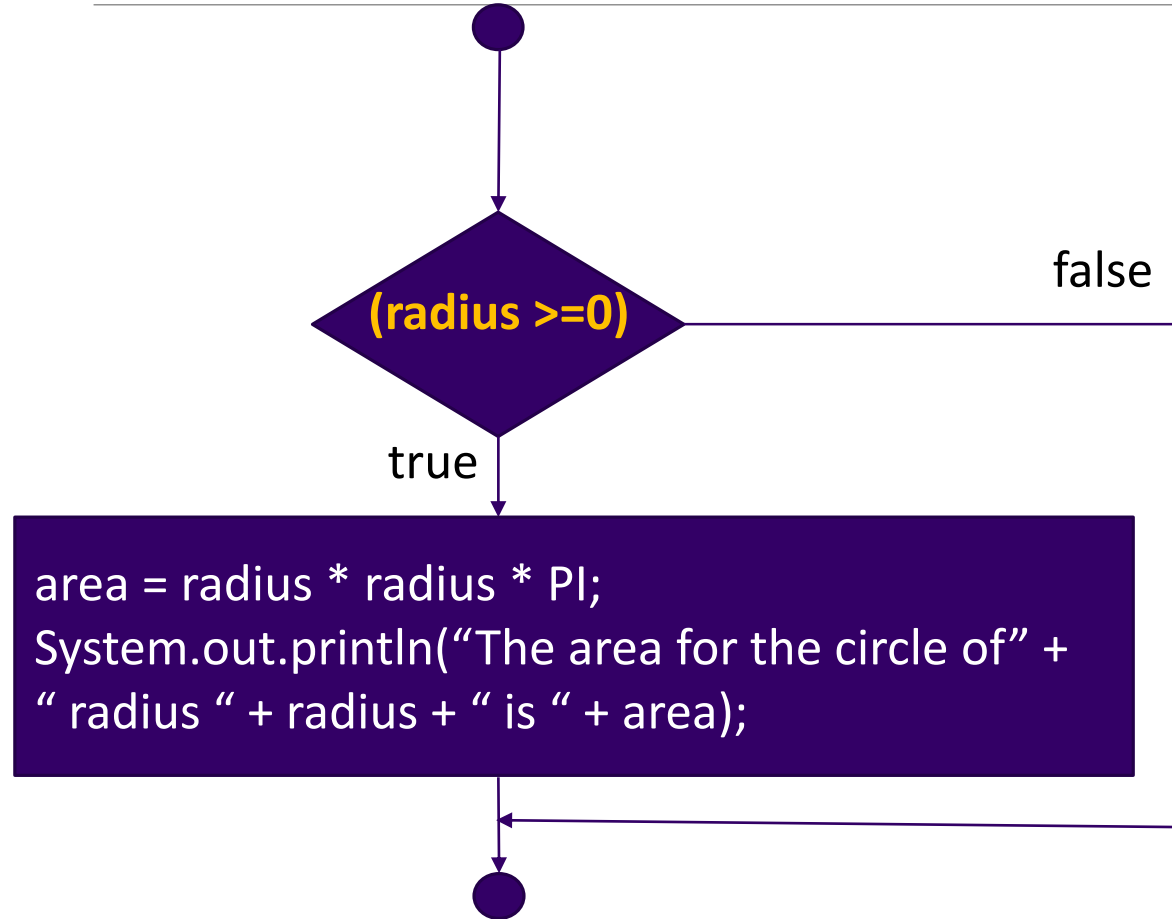 (radius >=0)
false
true
area = radius * radius * PI;
System.out.println(“The area for the circle of” +
“ radius “ + radius + “ is “ + area);